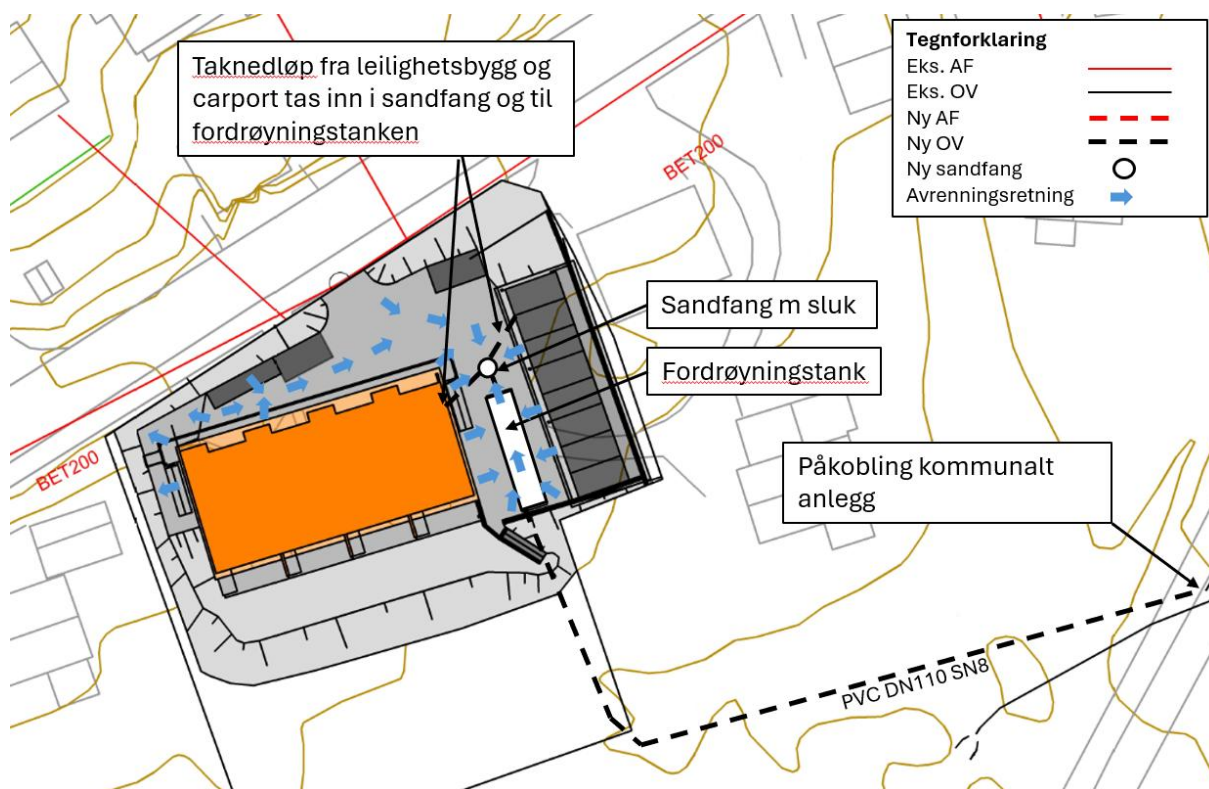 Taknedløp fra leilighetsbygg og
carport tas inn i sandfang og til
fordrøyningstanken
Tegnforklaring
Eks. AF
Eks. OV
Ny AF
Ny OV
Ny sandfang
Avrenningsretning
BET200
Sandfang m sluk
Fordrøyningstank
BET200
Påkobling kommunalt
anlegg
PVC DN110 SN8